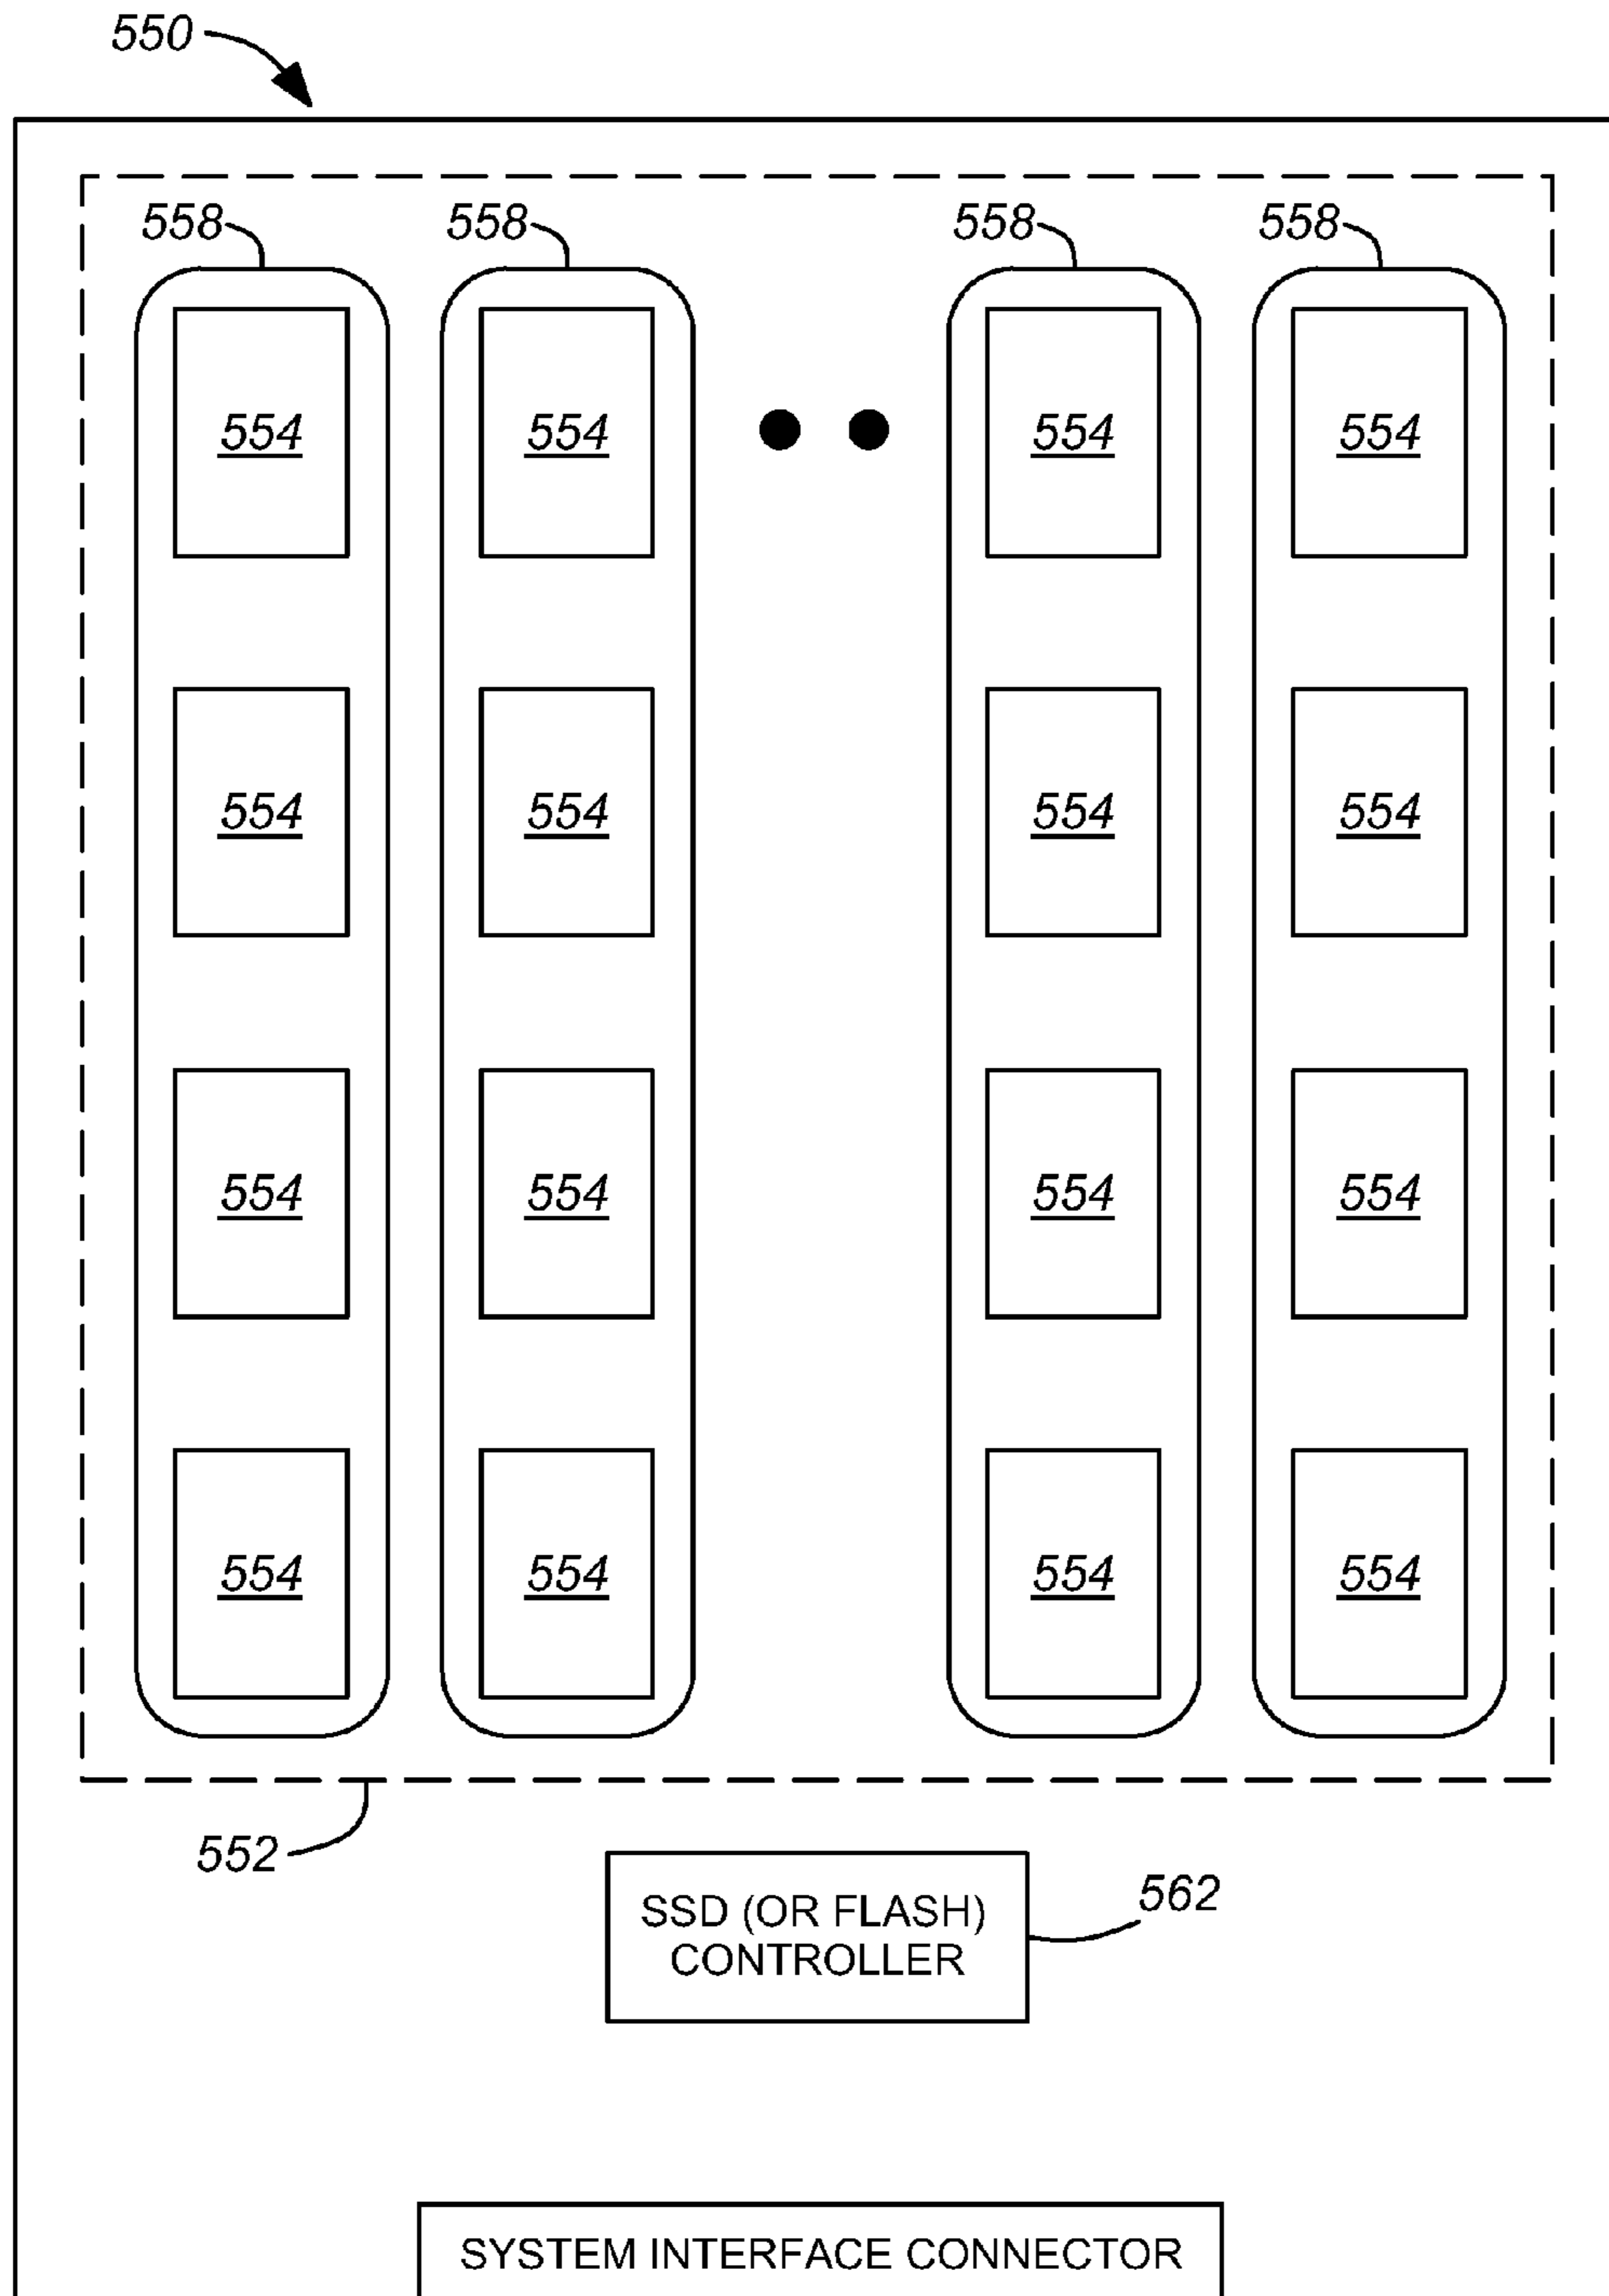 550
558 558 558 558
554 554 554 554
554 554 554 554
554 554 554 554
554 554 554 554
552
SSD (OR FLASH)
CONTROLLER
562
SYSTEM INTERFACE CONNECTOR